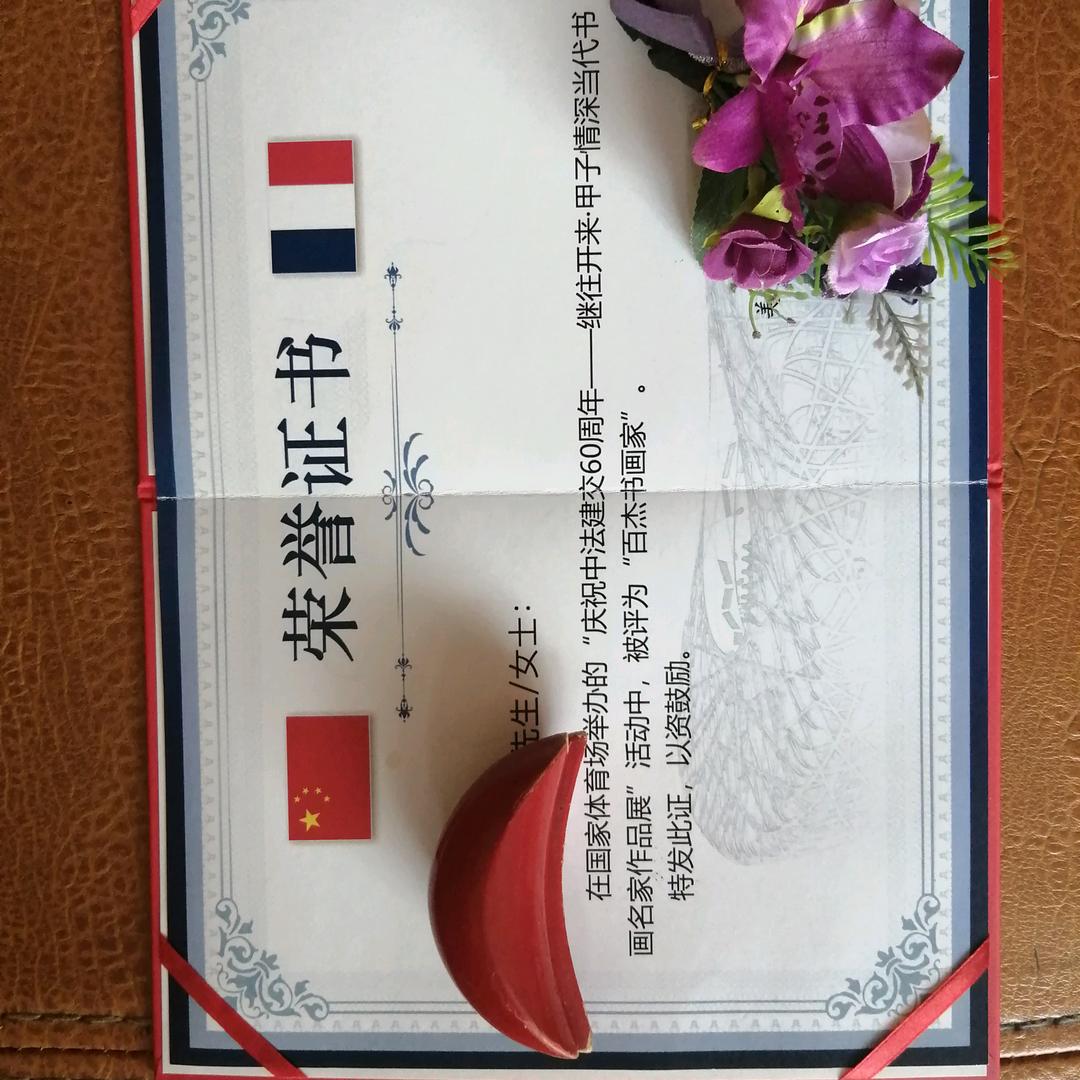 荣誉证书
先生/女士：
在国家体育场举办的“庆祝中法建交60周年——继往开来·甲子情深当代书
画名家作品展”活动中，被评为“百杰书画家”。
特发此证，以资鼓励。
美